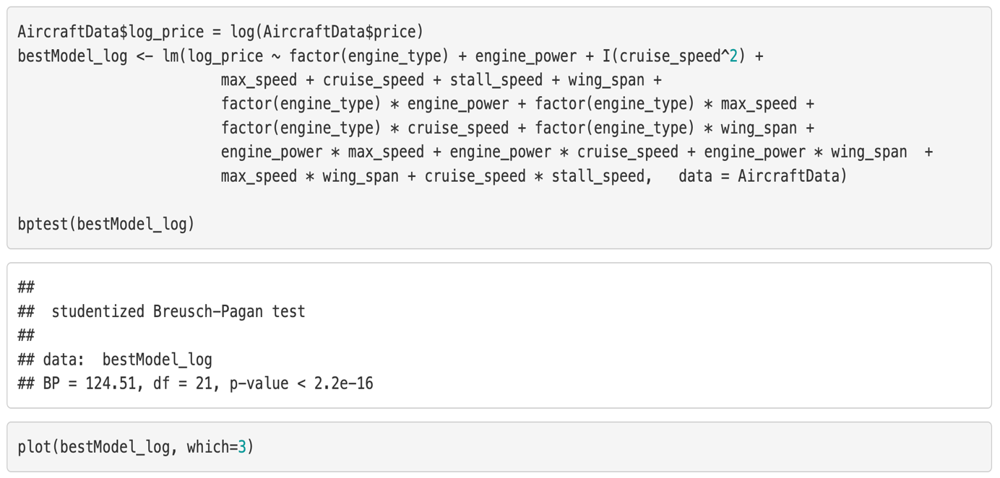 AircraftData$log_price = log(AircraftData$price)
bestModel_log <- lm(log_price ~ factor(engine_type) + engine_power + I(cruise_speed^2) +
max_speed + cruise_speed + stall_speed + wing_span +
factor(engine_type) * engine_power + factor(engine_type) * max_speed +
factor(engine_type) * cruise_speed + factor(engine_type) * wing_span +
engine_power * max_speed + engine_power * cruise_speed + engine_power * wing_span  +
max_speed * wing_span + cruise_speed * stall_speed,   data = AircraftData)
bptest(bestModel_log)
##
##  studentized Breusch-Pagan test
##
## data:  bestModel_log
## BP = 124.51, df = 21, p-value < 2.2e-16
plot(bestModel_log, which=3)